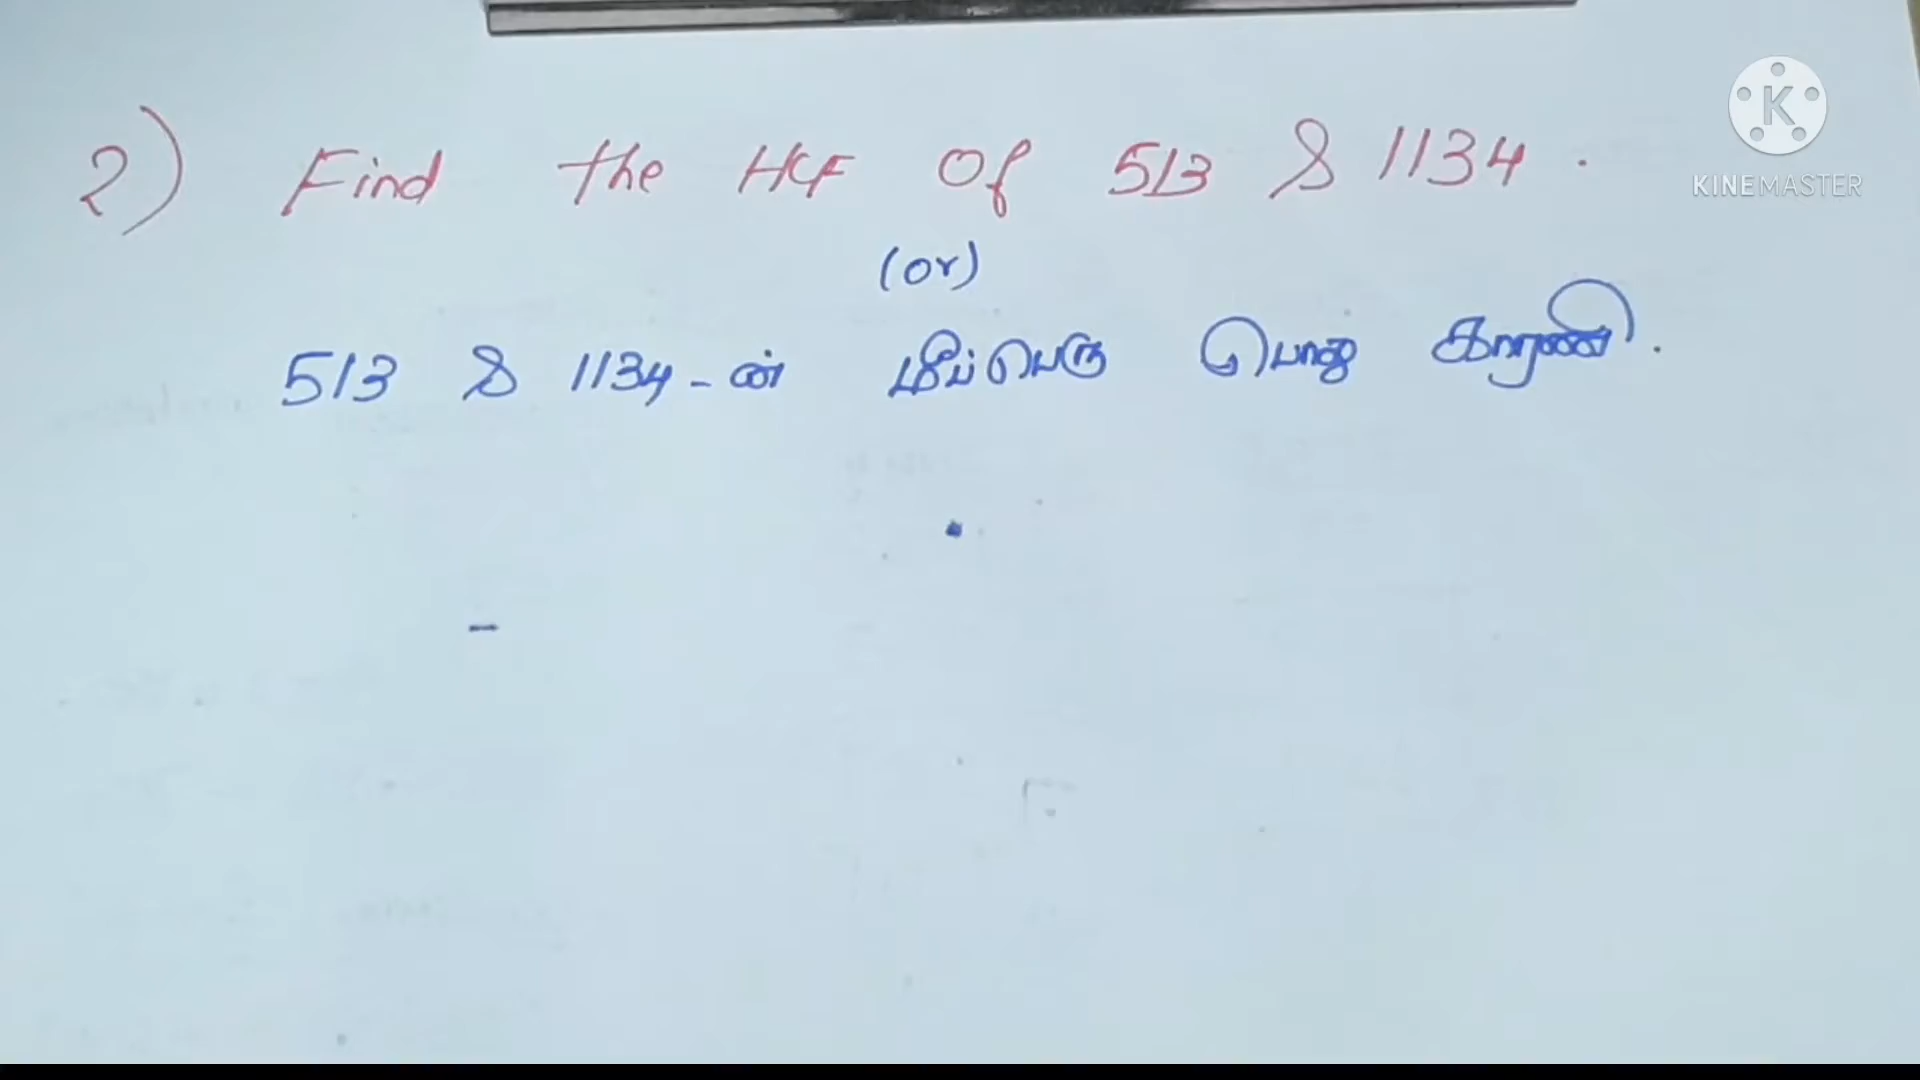 2) Find the HCF of 513 & 1134.
(or)
513 & 1134-ன் மீப்பெரு பொது காரணி.
KINEMASTER